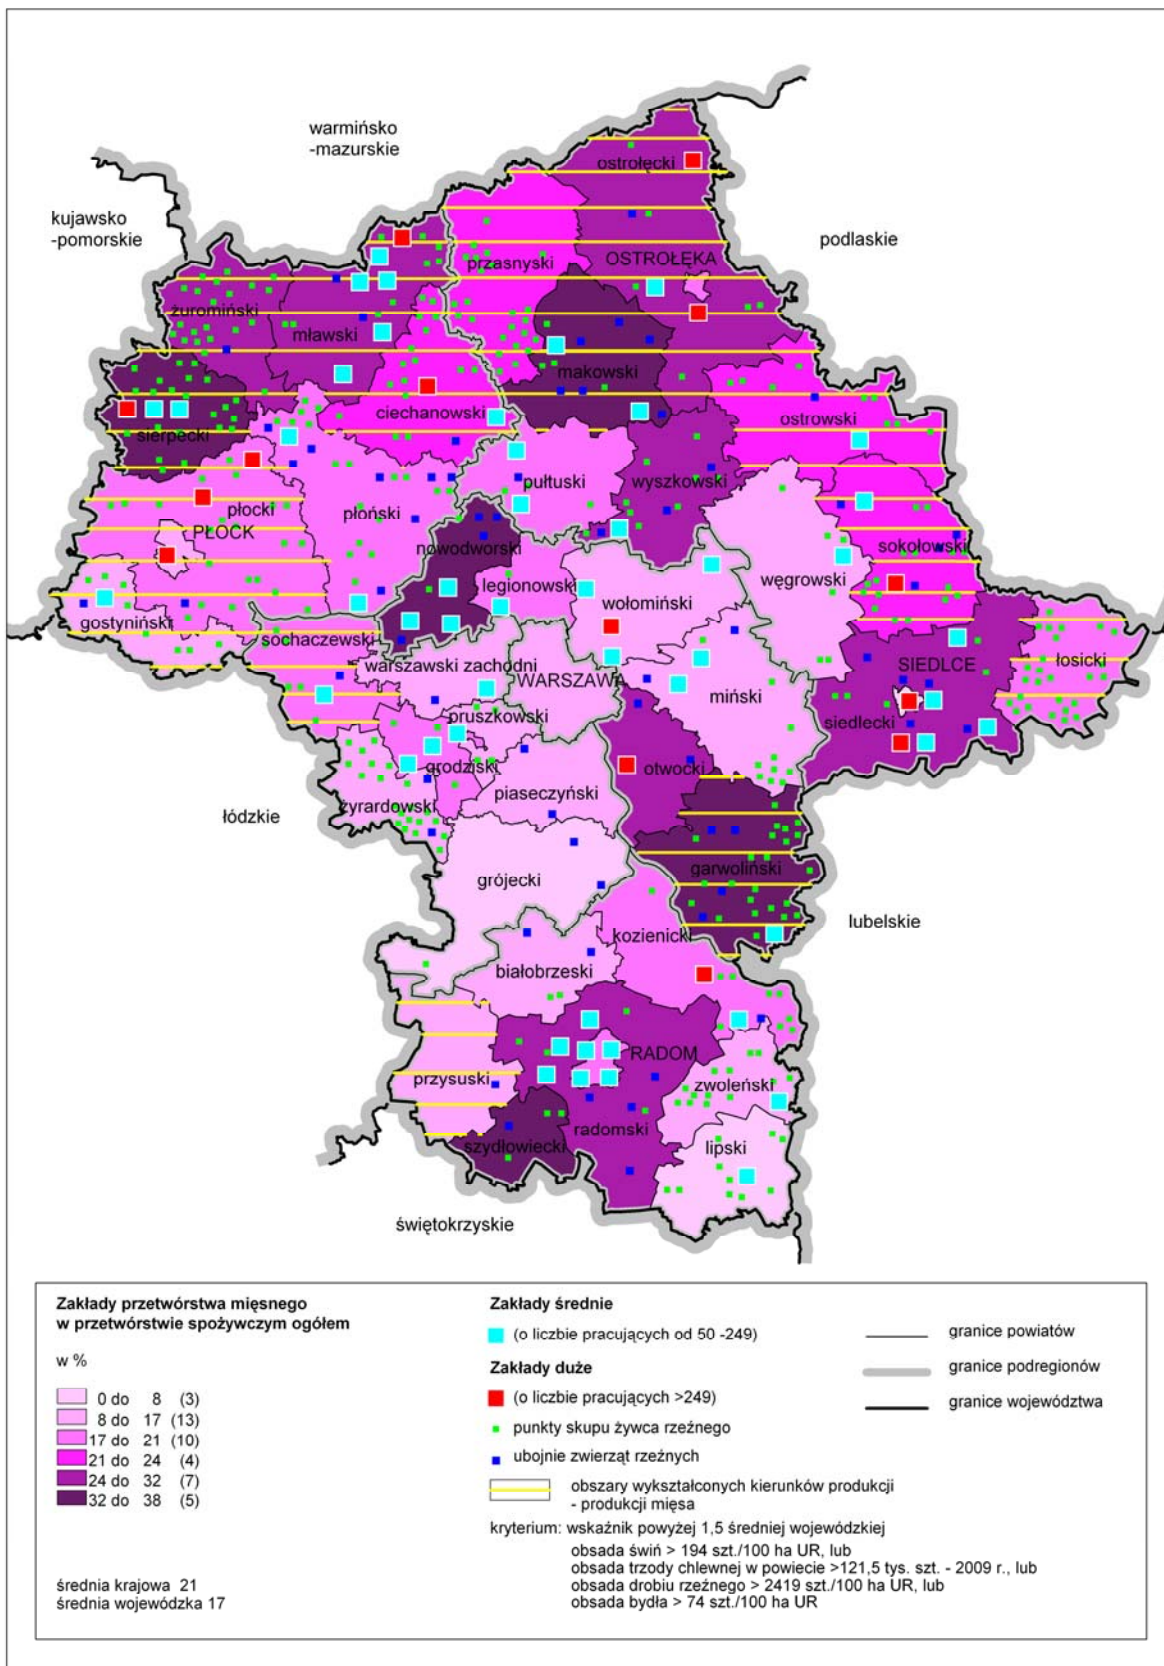 warmińsko
-mazurskie
kujawsko
-pomorskie
podlaskie
ostrołęcki
OSTROŁĘKA
przasnyski
żuromiński
mławski
makowski
ciechanowski
ostrowski
sierpecki
pułtuski
wyszkowski
płocki
PŁOCK
płoński
nowodworski
sokołowski
legionowski
wołomiński
węgrowski
gostyniński
sochaczewski
warszawski zachodni
WARSZAWA
miński
SIEDLCE
łosicki
siedlecki
pruszkowski
grodziski
otwocki
piaseczyński
żyrardowski
łódzkie
garwoliński
grójecki
lubelskie
kozienicki
białobrzeski
RADOM
przysuski
zwoleński
radomski
szydłowiecki
lipski
świętokrzyskie
Zakłady przetwórstwa mięsnego
w przetwórstwie spożywczym ogółem
w %
0 do 8 (3)
8 do 17 (13)
17 do 21 (10)
21 do 24 (4)
24 do 32 (7)
32 do 38 (5)
średnia krajowa 21
średnia wojewódzka 17
Zakłady średnie
(o liczbie pracujących od 50 -249)
Zakłady duże
(o liczbie pracujących >249)
punkty skupu żywca rzeźnego
ubojnie zwierząt rzeźnych
obszary wykształconych kierunków produkcji
- produkcji mięsa
kryterium: wskaźnik powyżej 1,5 średniej wojewódzkiej
obsada świń > 194 szt./100 ha UR, lub
obsada trzody chlewnej w powiecie >121,5 tys. szt. - 2009 r., lub
obsada drobiu rzeźnego > 2419 szt./100 ha UR, lub
obsada bydła > 74 szt./100 ha UR
granice powiatów
granice podregionów
granice województwa